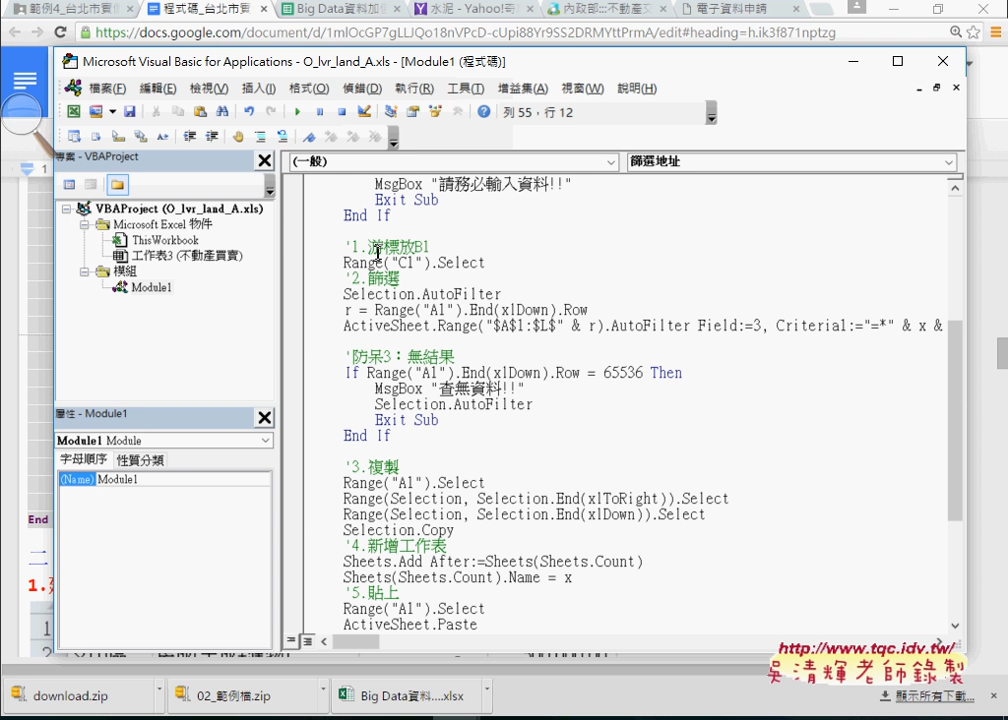 範例4_台北市實價
程式碼_台北市實
Big Data資料加值
水泥 - Yahoo!奇
內政部:::不動產交
電子資料申請
https://docs.google.com/document/d/1mlOcGP7gLLJQo18nVPcD-cUpi88Yr9SS2DRMYttPrmA/edit#heading=h.ik3f871nptzg
Microsoft Visual Basic for Applications - O_lvr_land_A.xls - [Module1 (程式碼)]
檔案(F) 編輯(E) 檢視(V) 插入(I) 格式(O) 偵錯(D) 執行(R) 工具(T) 增益集(A) 視窗(W) 說明(H)
列 55，行 12
專案 - VBAProject
VBAProject (O_lvr_land_A.xls)
Microsoft Excel 物件
ThisWorkbook
工作表3 (不動產買賣)
模組
Module1
屬性 - Module1
Module1 Module
字母順序 性質分類
(Name) Module1
(一般) 篩選地址
MsgBox "請務必輸入資料!!"
Exit Sub
End If
'1.游標放B1
Range("C1").Select
'2.篩選
Selection.AutoFilter
r = Range("A1").End(xlDown).Row
ActiveSheet.Range("$A$1:$L$" & r).AutoFilter Field:=3, Criteria1:="=*" & x &
'防呆3：無結果
If Range("A1").End(xlDown).Row = 65536 Then
MsgBox "查無資料!!"
Selection.AutoFilter
Exit Sub
End If
'3.複製
Range("A1").Select
Range(Selection, Selection.End(xlToRight)).Select
Range(Selection, Selection.End(xlDown)).Select
Selection.Copy
'4.新增工作表
Sheets.Add After:=Sheets(Sheets.Count)
Sheets(Sheets.Count).Name = x
'5.貼上
Range("A1").Select
ActiveSheet.Paste
End
二
1.
1
2
http://www.tqc.idv.tw/
吳清輝老師錄製
download.zip
02_範例檔.zip
Big Data資料....xlsx
顯示所有下載...